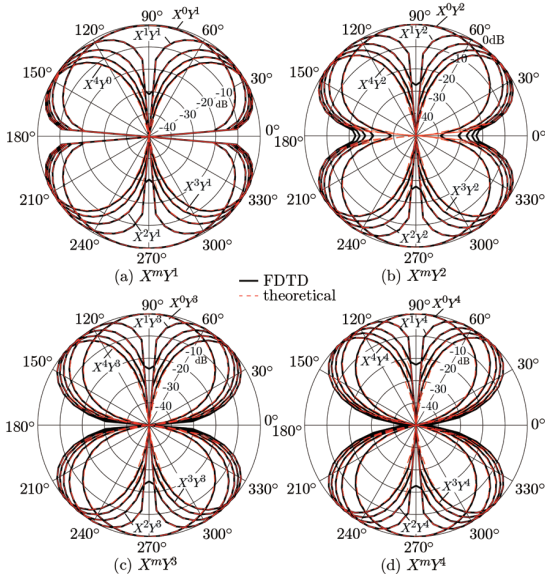 90° X⁰Y¹
120° X¹Y¹ 60°
150° X⁴Y⁰ -10 30°
-20 dB
-30
-40
180° 0°
X³Y¹
210° 330°
X²Y¹
240° 300°
270°
(a) XᵐY¹
90° X⁰Y²
120° X¹Y² 60°
0dB
150° X⁴Y² -10 30°
-20
-30
40
180° 0°
X³Y²
210° 330°
X²Y²
240° 300°
270°
(b) XᵐY²
FDTD
theoretical
90° X⁰Y³
120° X¹Y³ 60°
150° X⁴Y³ -10 30°
dB
-20
-30
-40
180° 0°
X³Y³
210° 330°
X²Y³
240° 300°
270°
(c) XᵐY³
90° X⁰Y⁴
120° X¹Y⁴ 60°
150° X⁴Y⁴ -10 30°
dB
-20
-30
-40
180° 0°
X³Y⁴
210° 330°
X²Y⁴
240° 300°
270°
(d) XᵐY⁴